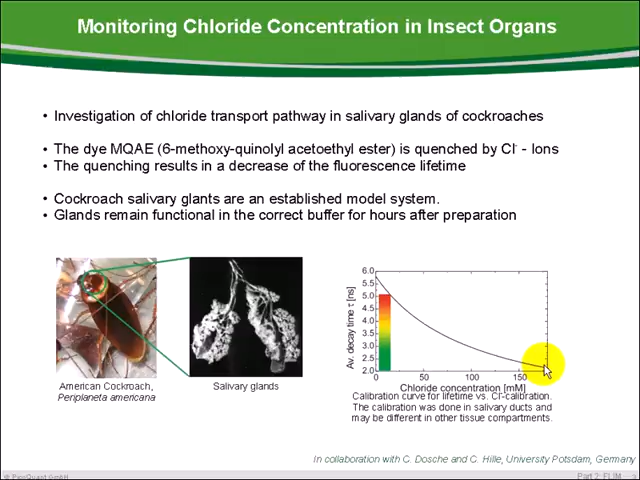 Monitoring Chloride Concentration in Insect Organs
• Investigation of chloride transport pathway in salivary glands of cockroaches
• The dye MQAE (6-methoxy-quinolyl acetoethyl ester) is quenched by Cl- - Ions
• The quenching results in a decrease of the fluorescence lifetime
• Cockroach salivary glants are an established model system.
• Glands remain functional in the correct buffer for hours after preparation
American Cockroach,
Periplaneta americana
Salivary glands
Av. decay time τ [ns]
6.0
5.5
5.0
4.5
4.0
3.5
3.0
2.5
2.0
0 50 100 150
Chloride concentration [mM]
Calibration curve for lifetime vs. Cl-calibration.
The calibration was done in salivary ducts and
may be different in other tissue compartments.
In collaboration with C. Dosche and C. Hille, University Potsdam, Germany
© PicoQuant GmbH
Part 2: FLIM